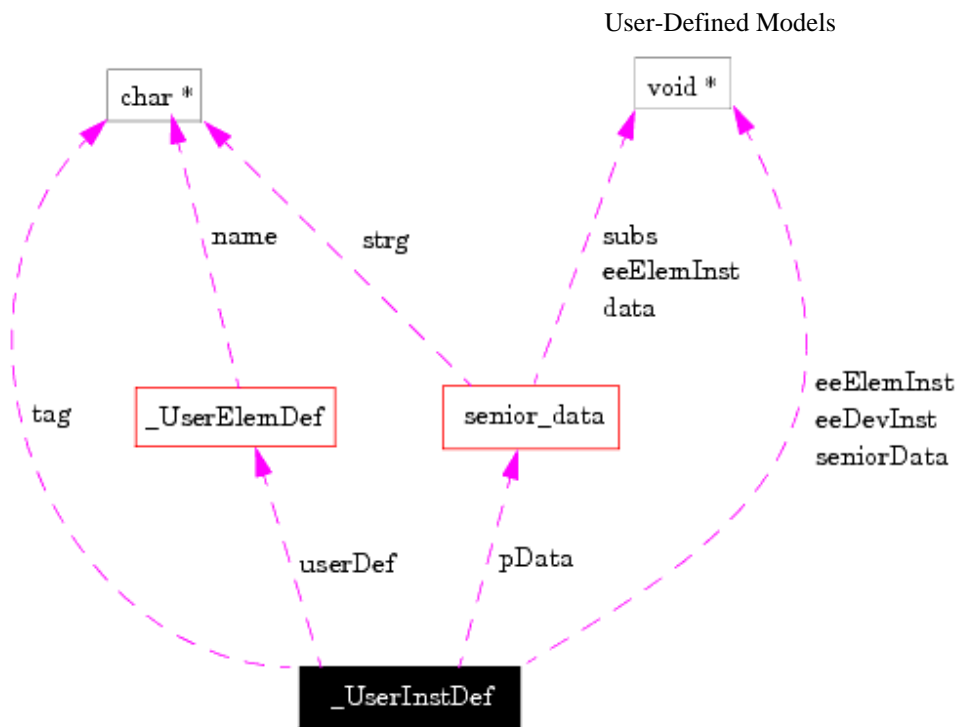 User-Defined Models
char *
void *
name
strg
subs
eeElemInst
data
tag
_UserElemDef
senior_data
eeElemInst
eeDevInst
seniorData
userDef
pData
_UserInstDef